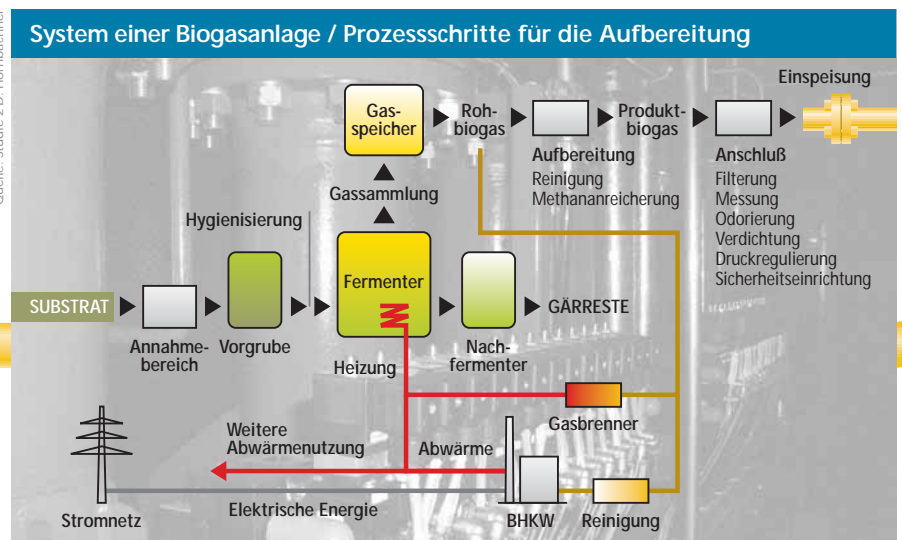 System einer Biogasanlage / Prozessschritte für die Aufbereitung
Einspeisung
Gas-
speicher
Roh-
biogas
Produkt-
biogas
Aufbereitung
Reinigung
Methananreicherung
Anschluß
Filterung
Messung
Odorierung
Verdichtung
Druckregulierung
Sicherheitseinrichtung
Gassammlung
Hygienisierung
SUBSTRAT
Annahme-
bereich
Vorgrube
Fermenter
Heizung
Nach-
fermenter
GÄRRESTE
Gasbrenner
Weitere
Abwärmenutzung
Abwärme
Stromnetz
Elektrische Energie
BHKW
Reinigung